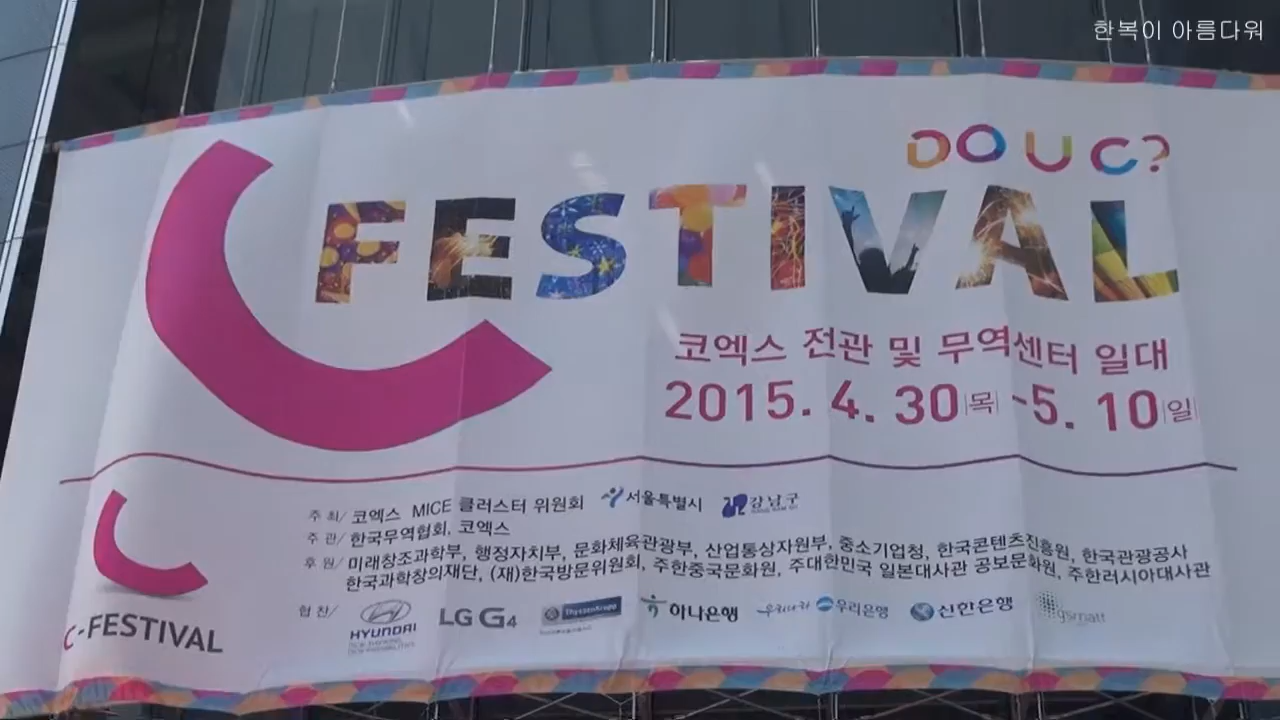 한복이 아름다워
DO U C?
FESTIVAL
코엑스 전관 및 무역센터 일대
2015. 4. 30 목 ~5. 10 일
주최/ 코엑스 MICE 클러스터 위원회 서울특별시 강남구
주관/ 한국무역협회, 코엑스
후원/ 미래창조과학부, 행정자치부, 문화체육관광부, 산업통상자원부, 중소기업청, 한국콘텐츠진흥원, 한국관광공사
한국과학창의재단, (재)한국방문위원회, 주한중국문화원, 주대한민국 일본대사관 공보문화원, 주한러시아대사관
협찬/ HYUNDAI LG G4 ThyssenKrupp 하나은행 우리나라 우리은행 신한은행 gsmatt
C-FESTIVAL